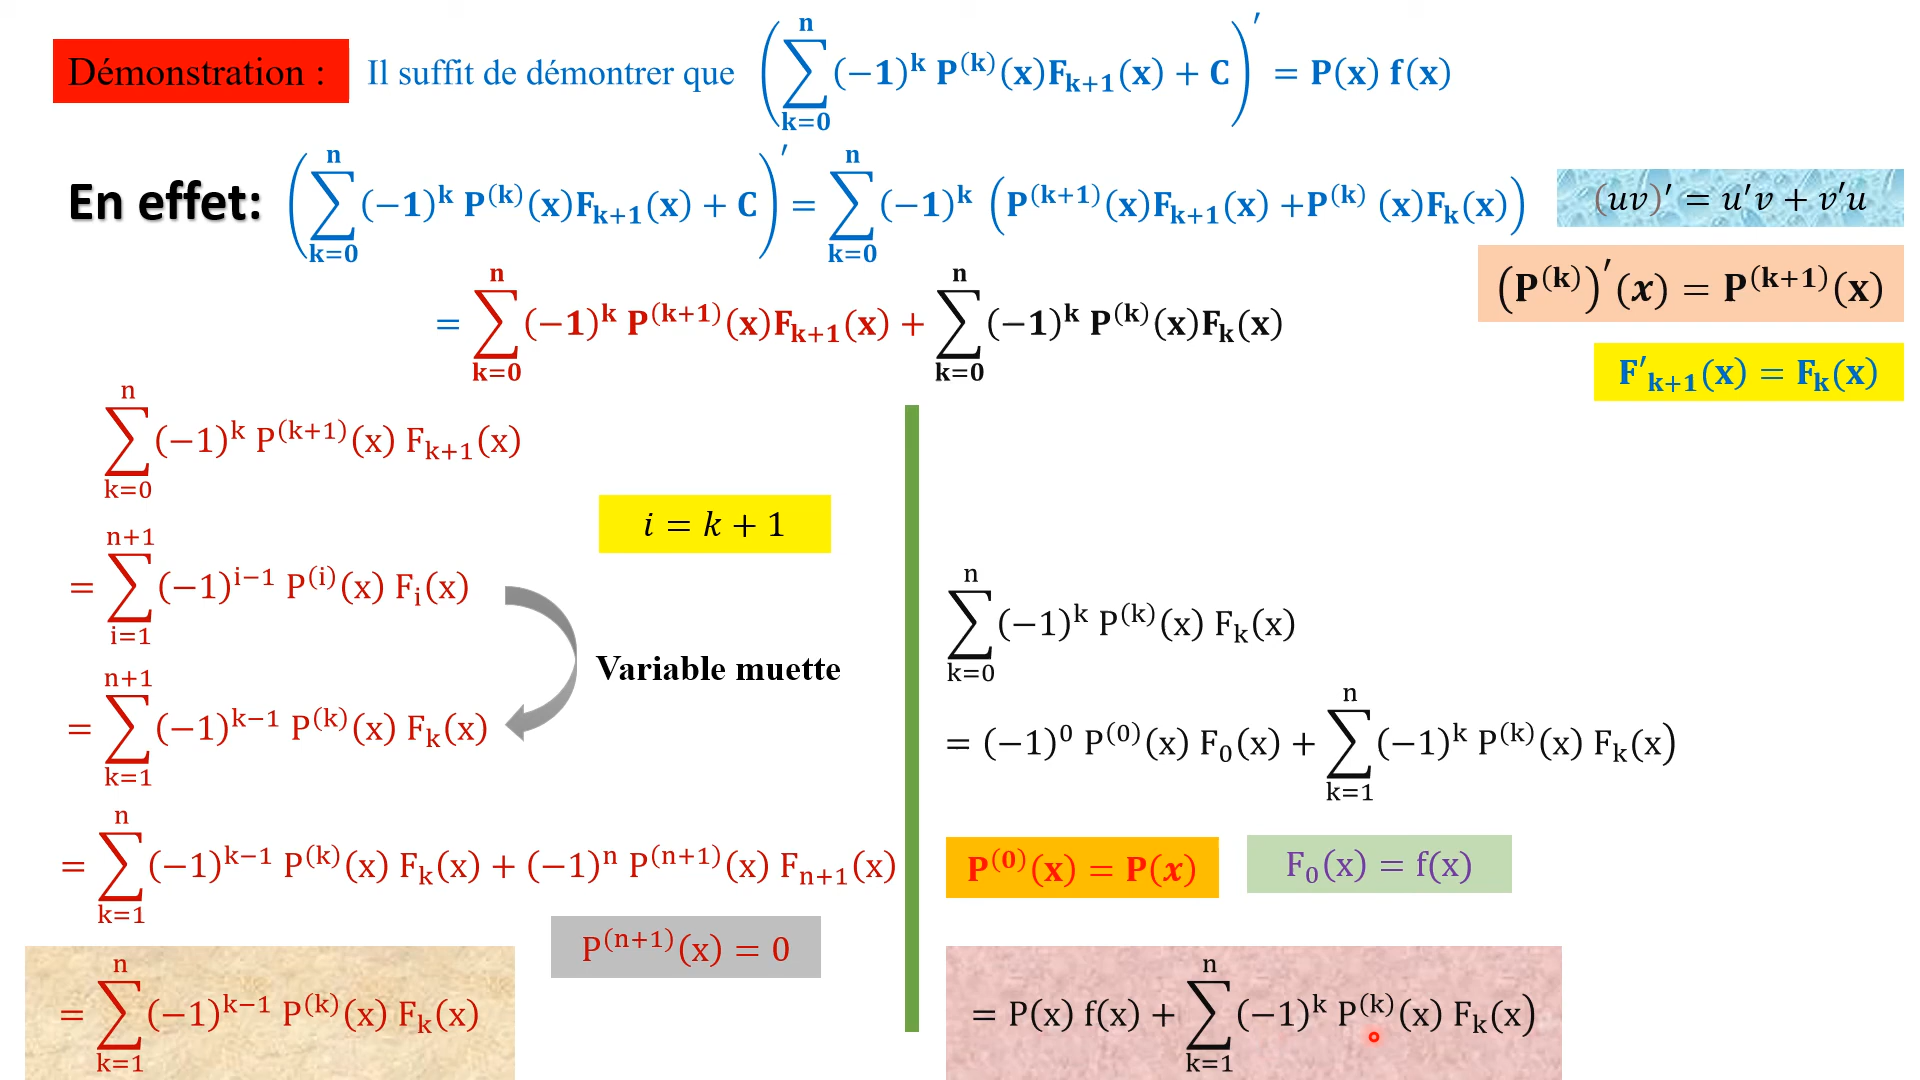 Démonstration : Il suffit de démontrer que (∑_{k=0}^{n} (−1)^k P^{(k)}(x)F_{k+1}(x) + C)′ = P(x) f(x)
En effet: (∑_{k=0}^{n} (−1)^k P^{(k)}(x)F_{k+1}(x) + C)′ = ∑_{k=0}^{n} (−1)^k (P^{(k+1)}(x)F_{k+1}(x) +P^{(k)} (x)F_k(x))
(uv)′ = u′v + v′u
(P^{(k)})′(x) = P^{(k+1)}(x)
= ∑_{k=0}^{n} (−1)^k P^{(k+1)}(x)F_{k+1}(x) + ∑_{k=0}^{n} (−1)^k P^{(k)}(x)F_k(x)
F′_{k+1}(x) = F_k(x)
∑_{k=0}^{n} (−1)^k P^{(k+1)}(x) F_{k+1}(x)
i = k + 1
= ∑_{i=1}^{n+1} (−1)^{i−1} P^{(i)}(x) F_i(x)
Variable muette
= ∑_{k=1}^{n+1} (−1)^{k−1} P^{(k)}(x) F_k(x)
= ∑_{k=1}^{n} (−1)^{k−1} P^{(k)}(x) F_k(x) + (−1)^n P^{(n+1)}(x) F_{n+1}(x)
P^{(n+1)}(x) = 0
= ∑_{k=1}^{n} (−1)^{k−1} P^{(k)}(x) F_k(x)
∑_{k=0}^{n} (−1)^k P^{(k)}(x) F_k(x)
= (−1)^0 P^{(0)}(x) F_0(x) + ∑_{k=1}^{n} (−1)^k P^{(k)}(x) F_k(x)
P^{(0)}(x) = P(x)
F_0(x) = f(x)
= P(x) f(x) + ∑_{k=1}^{n} (−1)^k P^{(k)}(x) F_k(x)